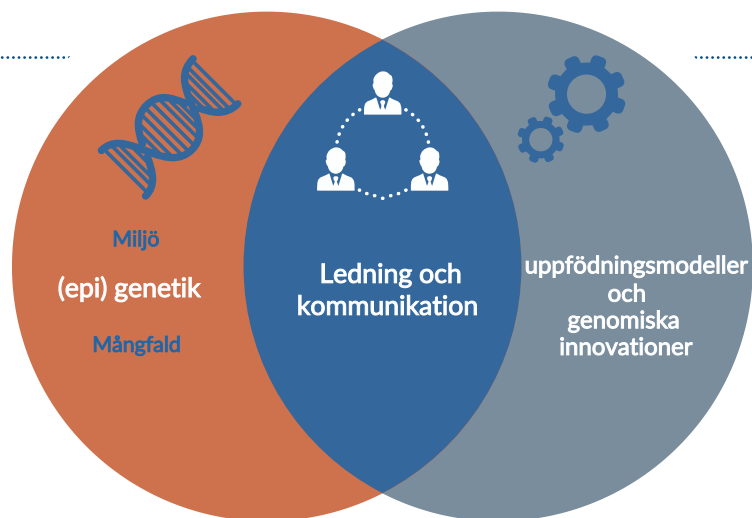 Miljö
(epi) genetik
Mångfald
Ledning och
kommunikation
uppfödningsmodeller
och
genomiska
innovationer